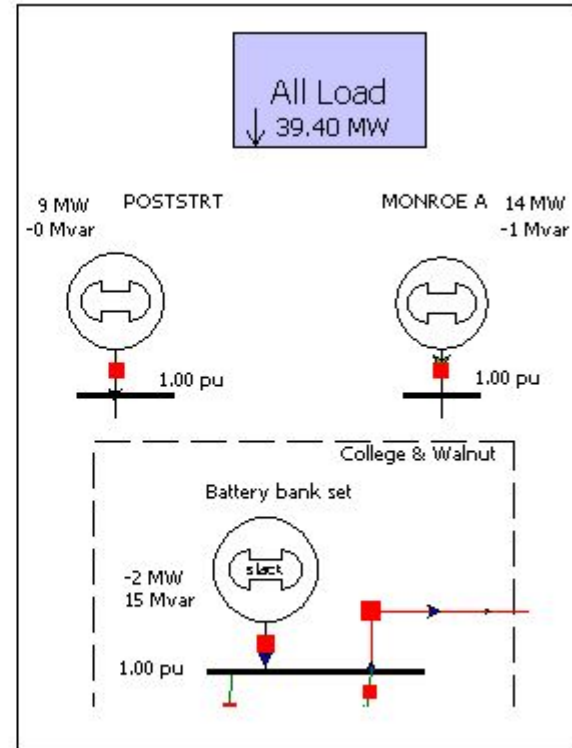 All Load
39.40 MW
9 MW
-0 Mvar
POSTSTRT
MONROE A
14 MW
-1 Mvar
1.00 pu
1.00 pu
College & Walnut
Battery bank set
slack
-2 MW
15 Mvar
1.00 pu